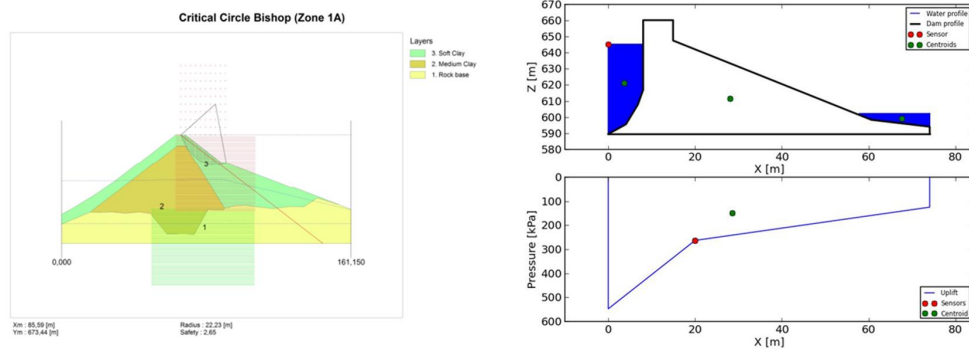 Critical Circle Bishop (Zone 1A)
Layers
3. Soft Clay
2. Medium Clay
1. Rock base
3
2
1
0,000
161,150
Xm : 85,59 [m]
Ym : 673,44 [m]
Radius : 22,23 [m]
Safety : 2,65
Z [m]
670
660
650
640
630
620
610
600
590
580
0
20
40
60
80
X [m]
Water profile
Dam profile
Sensor
Centroids
Pressure [kPa]
0
100
200
300
400
500
600
0
20
40
60
80
X [m]
Uplift
Sensors
Centroid